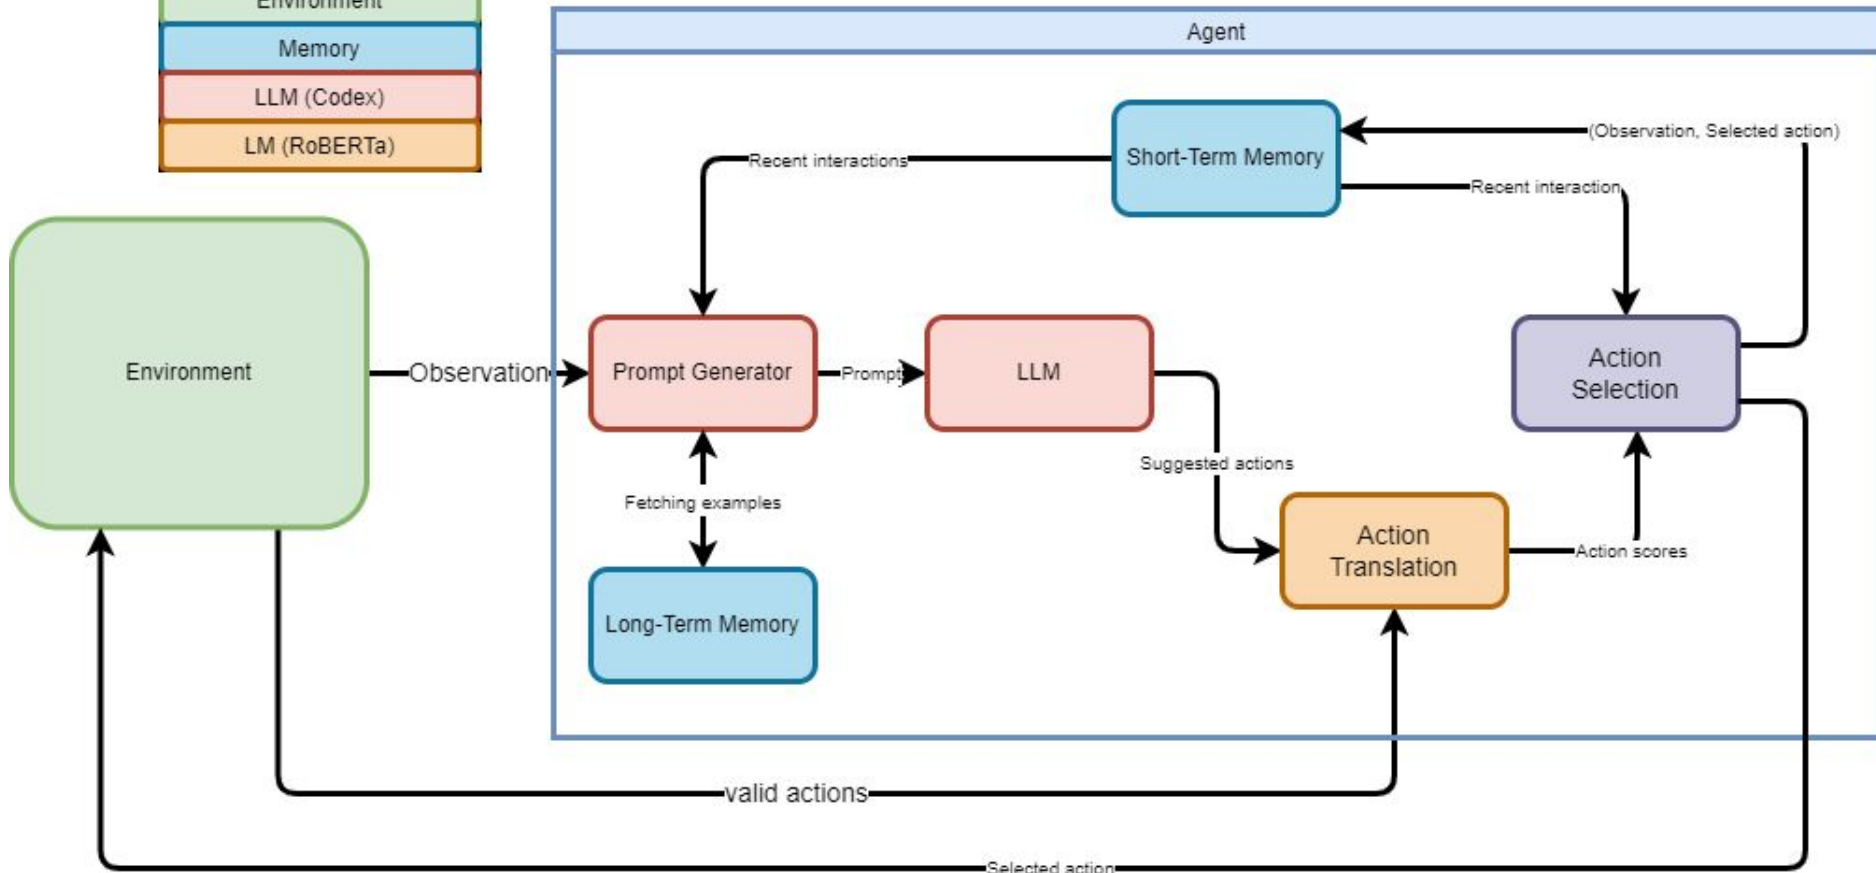 Environment
Memory
LLM (Codex)
LM (RoBERTa)
Agent
(Observation, Selected action)
Short-Term Memory
Recent interactions
Recent interaction
Environment
Observation
Prompt Generator
Prompt
LLM
Action
Selection
Suggested actions
Fetching examples
Action
Translation
Action scores
Long-Term Memory
valid actions
Selected action